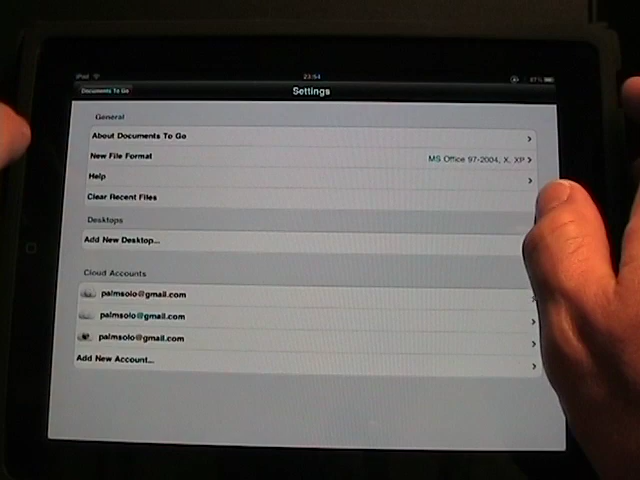 iPad 23:54 87%
Documents To Go Settings
General
About Documents To Go
New File Format MS Office 97-2004, X, XP
Help
Clear Recent Files
Desktops
Add New Desktop...
Cloud Accounts
palmsolo@gmail.com
palmsolo@gmail.com
palmsolo@gmail.com
Add New Account...